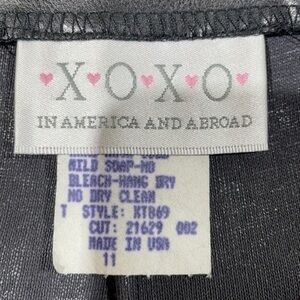 X♥O♥X♥O
IN AMERICA AND ABROAD
MILD SOAP-NO
BLEACH-HANG DRY
NO DRY CLEAN
T STYLE: XT869
CUT: 21629 002
MADE IN USA
11